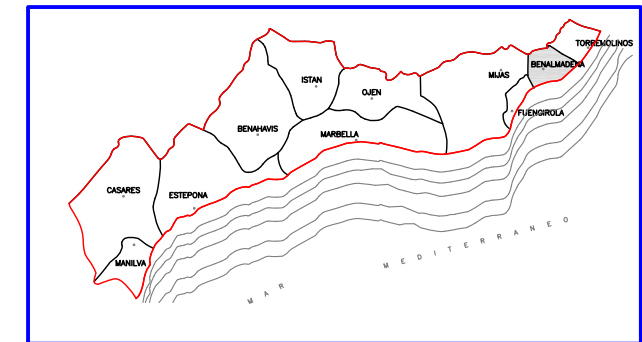 TORREMOLINOS
BENALMADENA
MIJAS
ISTAN
OJEN
FUENGIROLA
BENAHAVIS
MARBELLA
CASARES
ESTEPONA
MANILVA
MAR MEDITERRANEO